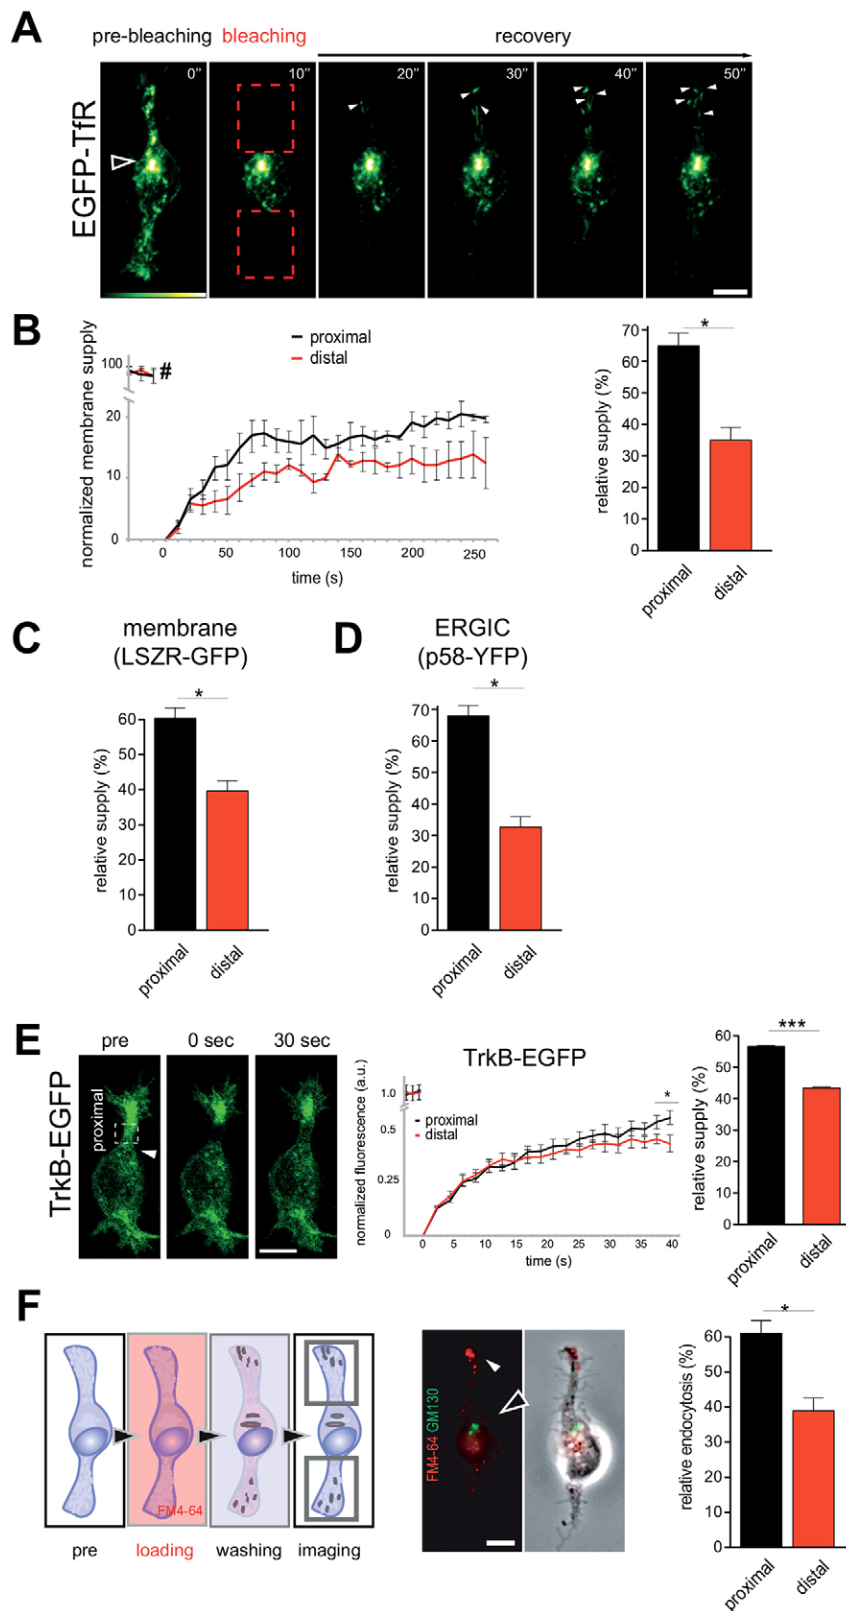 A
pre-bleaching bleaching recovery
0" 10" 20" 30" 40" 50"
EGFP-TfR
B
normalized membrane supply
100
20
10
0
proximal
distal
#
0 50 100 150 200 250
time (s)
relative supply (%)
70
60
50
40
30
20
10
0
*
proximal distal
C
membrane
(LSZR-GFP)
relative supply (%)
60
50
40
30
20
10
0
*
proximal distal
D
ERGIC
(p58-YFP)
relative supply (%)
70
60
50
40
30
20
10
0
*
proximal distal
E
pre 0 sec 30 sec
TrkB-EGFP
proximal
TrkB-EGFP
normalized fluorescence (a.u.)
1.0
0.5
0.25
0
proximal
distal
*
0 5 10 15 20 25 30 35 40
time (s)
relative supply (%)
60
50
40
30
20
10
0
***
proximal distal
F
FM4-64
pre loading washing imaging
FM4-64 GM130
relative endocytosis (%)
60
50
40
30
20
10
0
*
proximal distal